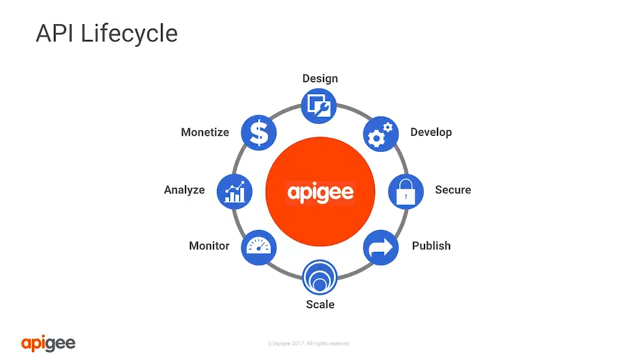 API Lifecycle
Design
Monetize
Develop
Analyze
apigee
Secure
Monitor
Publish
Scale
apigee
(c)Apigee 2017. All rights reserved